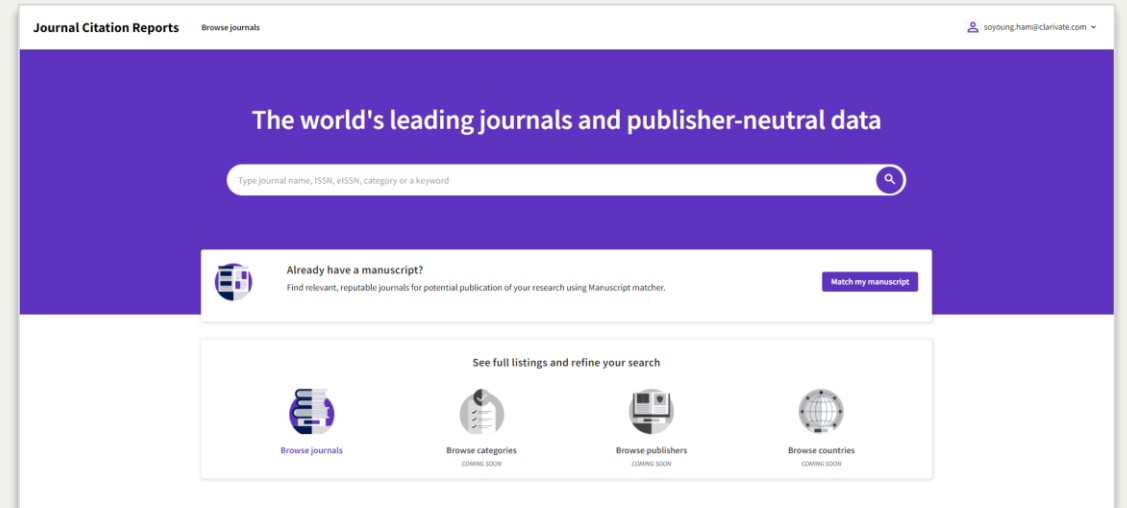 Journal Citation Reports
Browse journals
soyoung.ham@clarivate.com
The world's leading journals and publisher-neutral data
Type journal name, ISSN, eISSN, category or a keyword
Already have a manuscript?
Find relevant, reputable journals for potential publication of your research using Manuscript matcher.
Match my manuscript
See full listings and refine your search
Browse journals
Browse categories
COMING SOON
Browse publishers
COMING SOON
Browse countries
COMING SOON